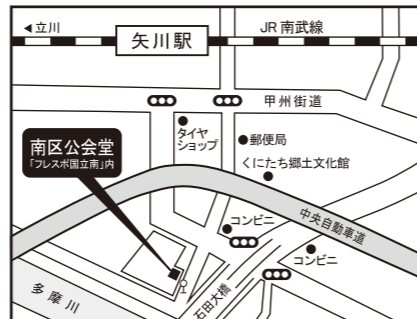 ◀立川
矢川駅
JR 南武線
甲州街道
タイヤ
ショップ
●郵便局
くにたち郷土文化館
南区公会堂
「フレスポ国立南」内
中央自動車道
コンビニ
コンビニ
石田大橋
多摩川